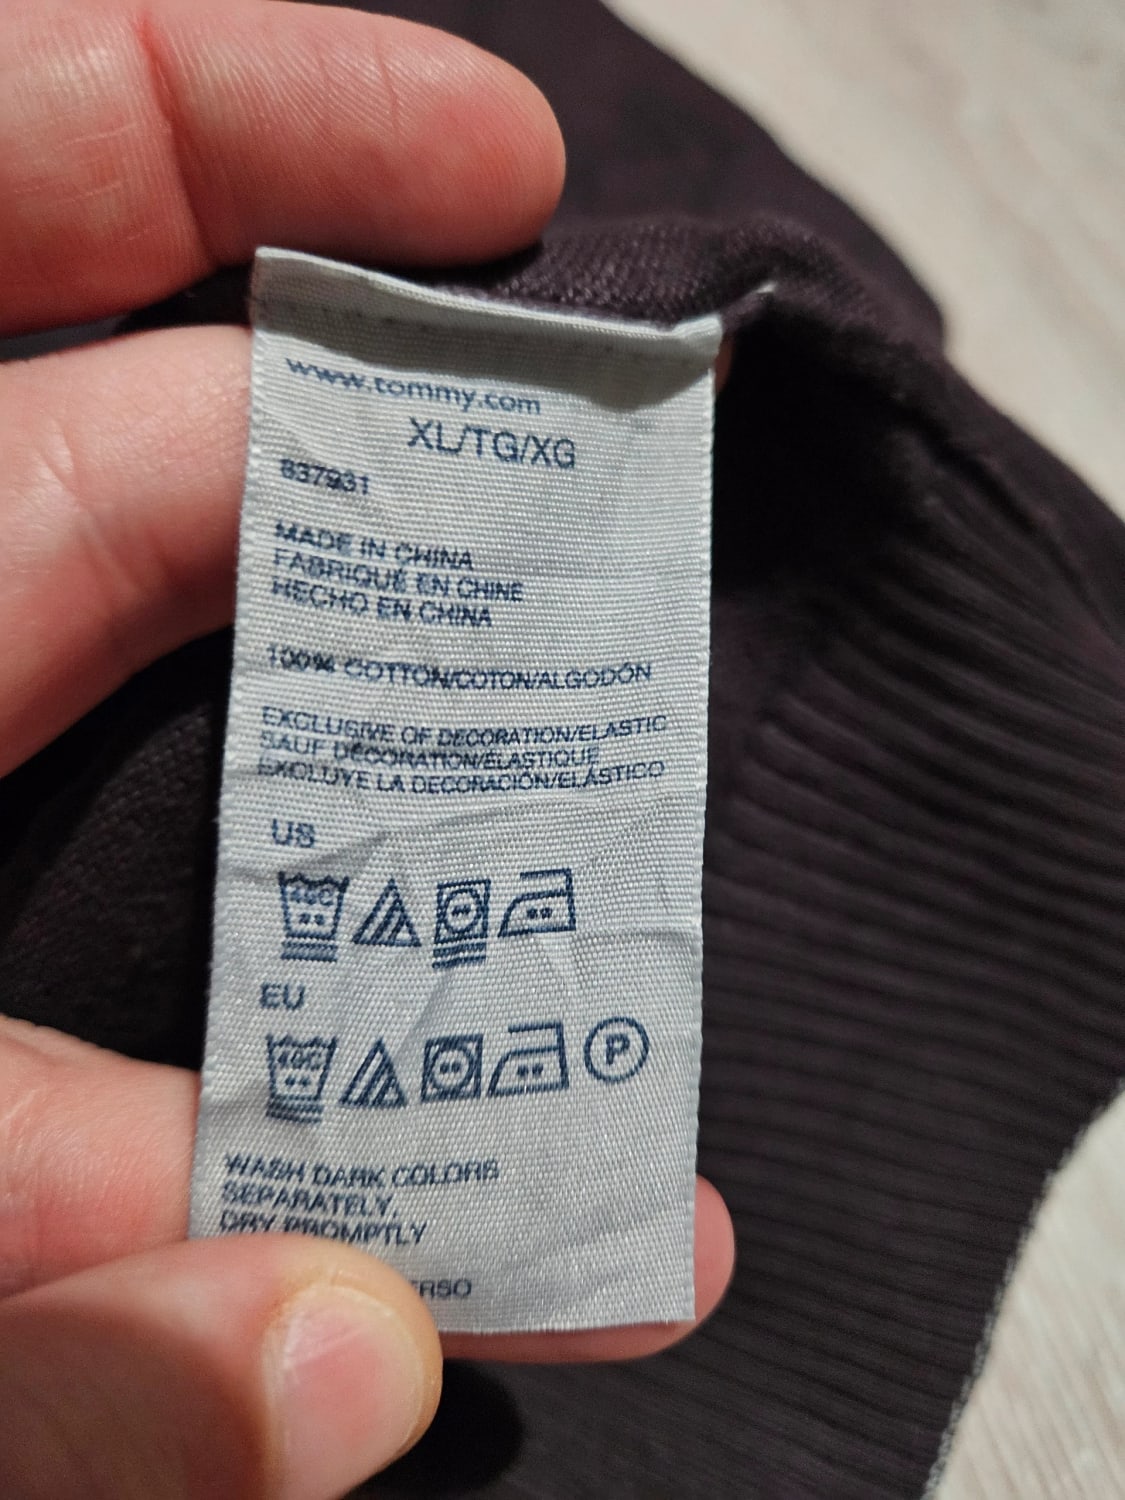 www.tommy.com
XL/TG/XG
837931
MADE IN CHINA
FABRIQUÉ EN CHINE
HECHO EN CHINA
100% COTTON/COTON/ALGODÓN
EXCLUSIVE OF DECORATION/ELASTIC
SAUF DÉCORATION/ÉLASTIQUE
EXCLUYE LA DECORACIÓN/ELÁSTICO
US
40C
EU
40C
P
WASH DARK COLORS
SEPARATELY,
DRY PROMPTLY